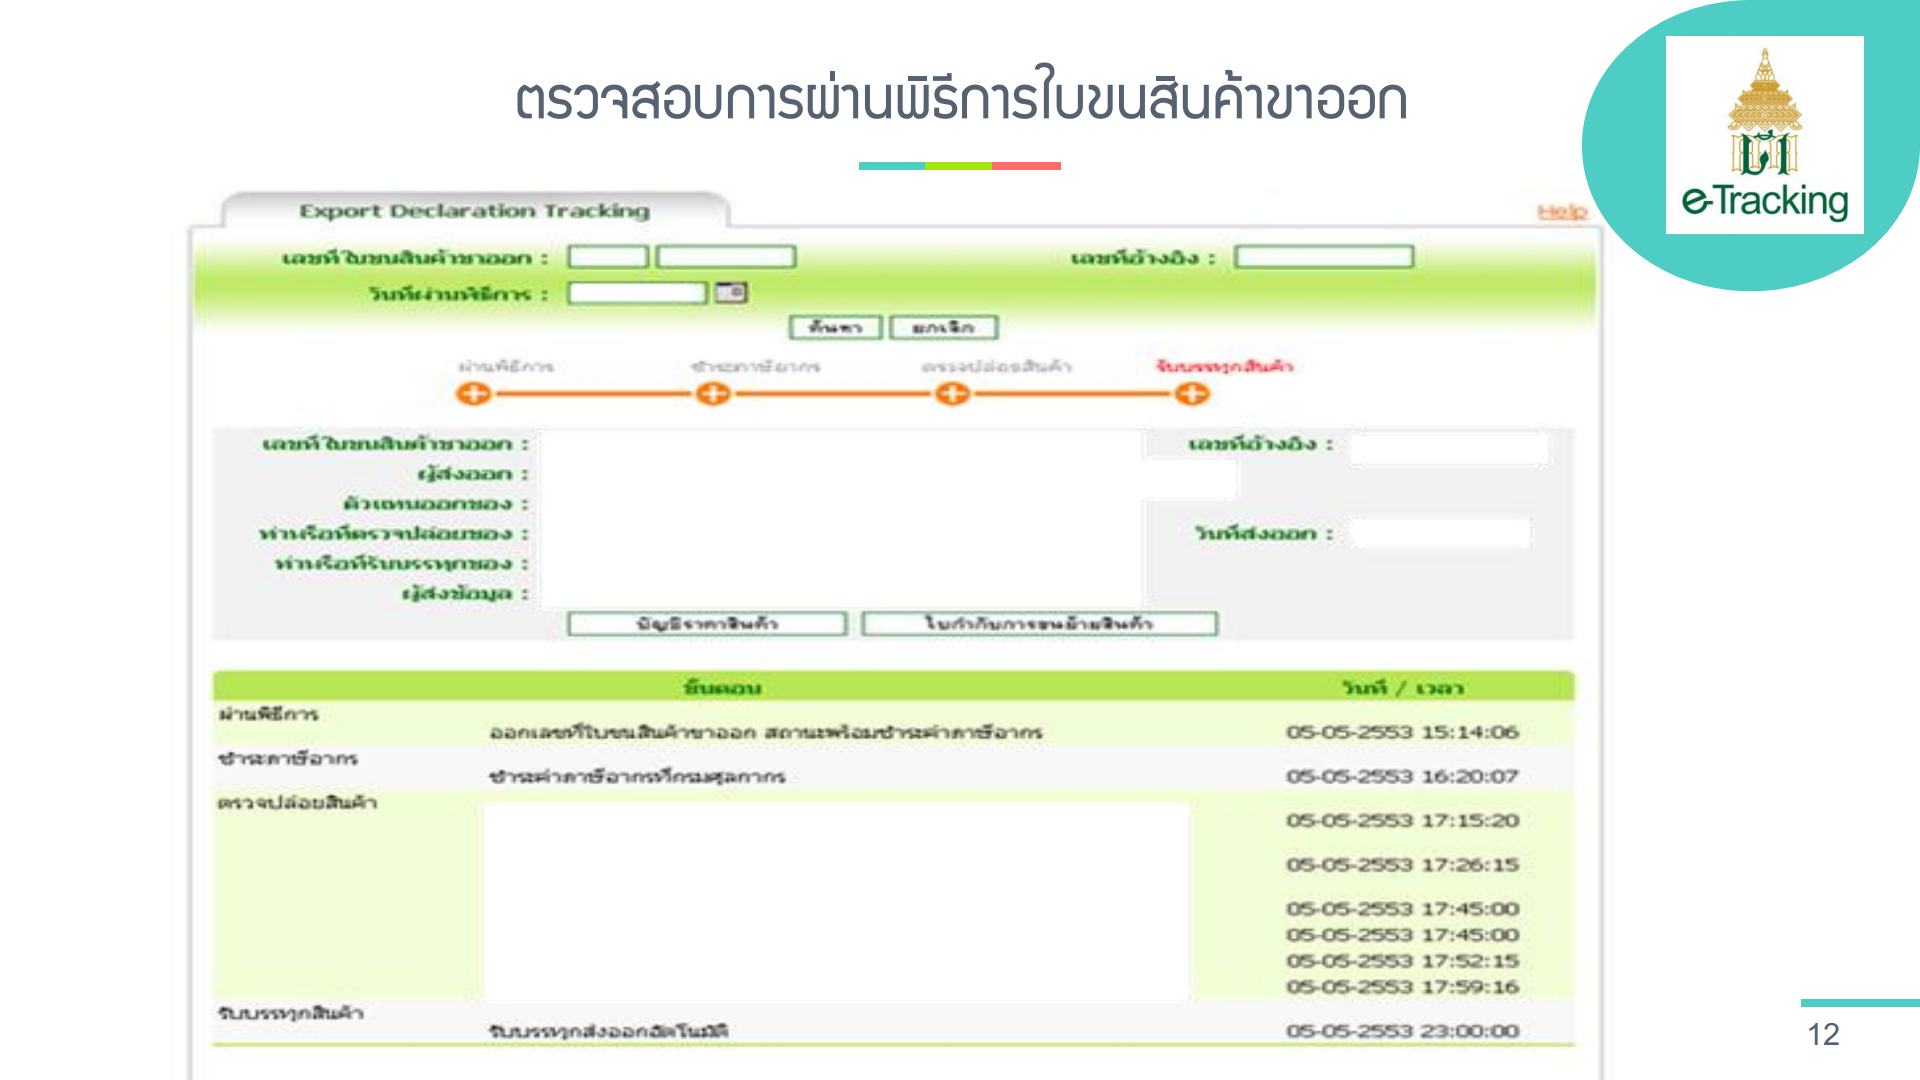 ตรวจสอบการผ่านพิธีการใบขนสินค้าขาออก
e-Tracking
Export Declaration Tracking
Help
เลขที่ใบขนสินค้าขาออก :
เลขที่อ้างอิง :
วันที่ผ่านพิธีการ :
ค้นหา ยกเลิก
ผ่านพิธีการ ชำระภาษีอากร ตรวจปล่อยสินค้า รับบรรทุกสินค้า
เลขที่ใบขนสินค้าขาออก : เลขที่อ้างอิง :
ผู้ส่งออก :
ตัวแทนออกของ :
ท่าเรือที่ตรวจปล่อยของ : วันที่ส่งออก :
ท่าเรือที่รับบรรทุกของ :
ผู้ส่งข้อมูล :
บัญชีราคาสินค้า ใบกำกับการขนย้ายสินค้า
ขั้นตอน วันที่ / เวลา
ผ่านพิธีการ
ออกเลขที่ใบขนสินค้าขาออก สถานะพร้อมชำระค่าภาษีอากร 05-05-2553 15:14:06
ชำระภาษีอากร
ชำระค่าภาษีอากรที่กรมศุลกากร 05-05-2553 16:20:07
ตรวจปล่อยสินค้า
05-05-2553 17:15:20
05-05-2553 17:26:15
05-05-2553 17:45:00
05-05-2553 17:45:00
05-05-2553 17:52:15
05-05-2553 17:59:16
รับบรรทุกสินค้า
รับบรรทุกส่งออกอัตโนมัติ 05-05-2553 23:00:00
12